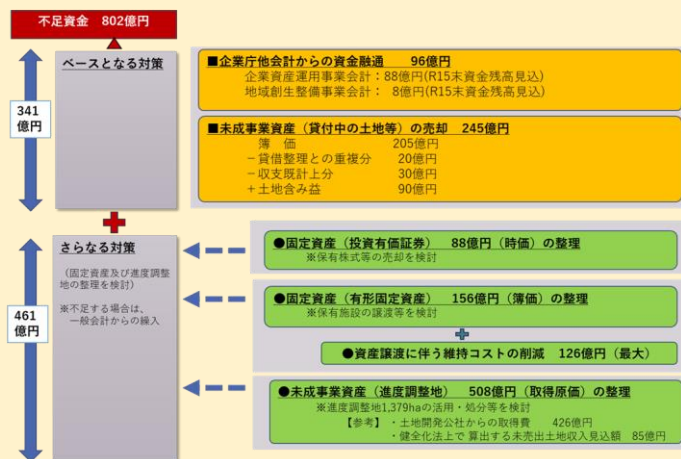 不足資金 802億円
341
億円
ベースとなる対策
■企業庁他会計からの資金融通 96億円
企業資産運用事業会計：88億円(R15末資金残高見込)
地域創生整備事業会計： 8億円(R15末資金残高見込)
■未成事業資産（貸付中の土地等）の売却 245億円
簿 価 205億円
－貸借整理との重複分 20億円
－収支既計上分 30億円
＋土地含み益 90億円
461
億円
さらなる対策
（固定資産及び進度調整
地の整理を検討）
※不足する場合は、
一般会計からの繰入
●固定資産（投資有価証券） 88億円（時価）の整理
※保有株式等の売却を検討
●固定資産（有形固定資産） 156億円（簿価）の整理
※保有施設の譲渡等を検討
●資産譲渡に伴う維持コストの削減 126億円（最大）
●未成事業資産（進度調整地） 508億円（取得原価）の整理
※進度調整地1,379haの活用・処分等を検討
【参考】・土地開発公社からの取得費 426億円
・健全化法上で 算出する未売出土地収入見込額 85億円